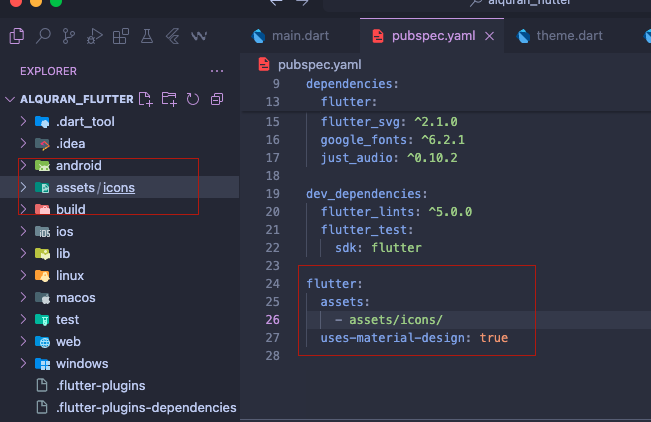 alquran_flutter
main.dart
pubspec.yaml
theme.dart
EXPLORER
pubspec.yaml
ALQURAN_FLUTTER
.dart_tool
.idea
android
assets/icons
build
ios
lib
linux
macos
test
web
windows
.flutter-plugins
.flutter-plugins-dependencies
9 dependencies:
13 flutter:
15 flutter_svg: ^2.1.0
16 google_fonts: ^6.2.1
17 just_audio: ^0.10.2
18
19 dev_dependencies:
20 flutter_lints: ^5.0.0
21 flutter_test:
22 sdk: flutter
23
24 flutter:
25 assets:
26 - assets/icons/
27 uses-material-design: true
28